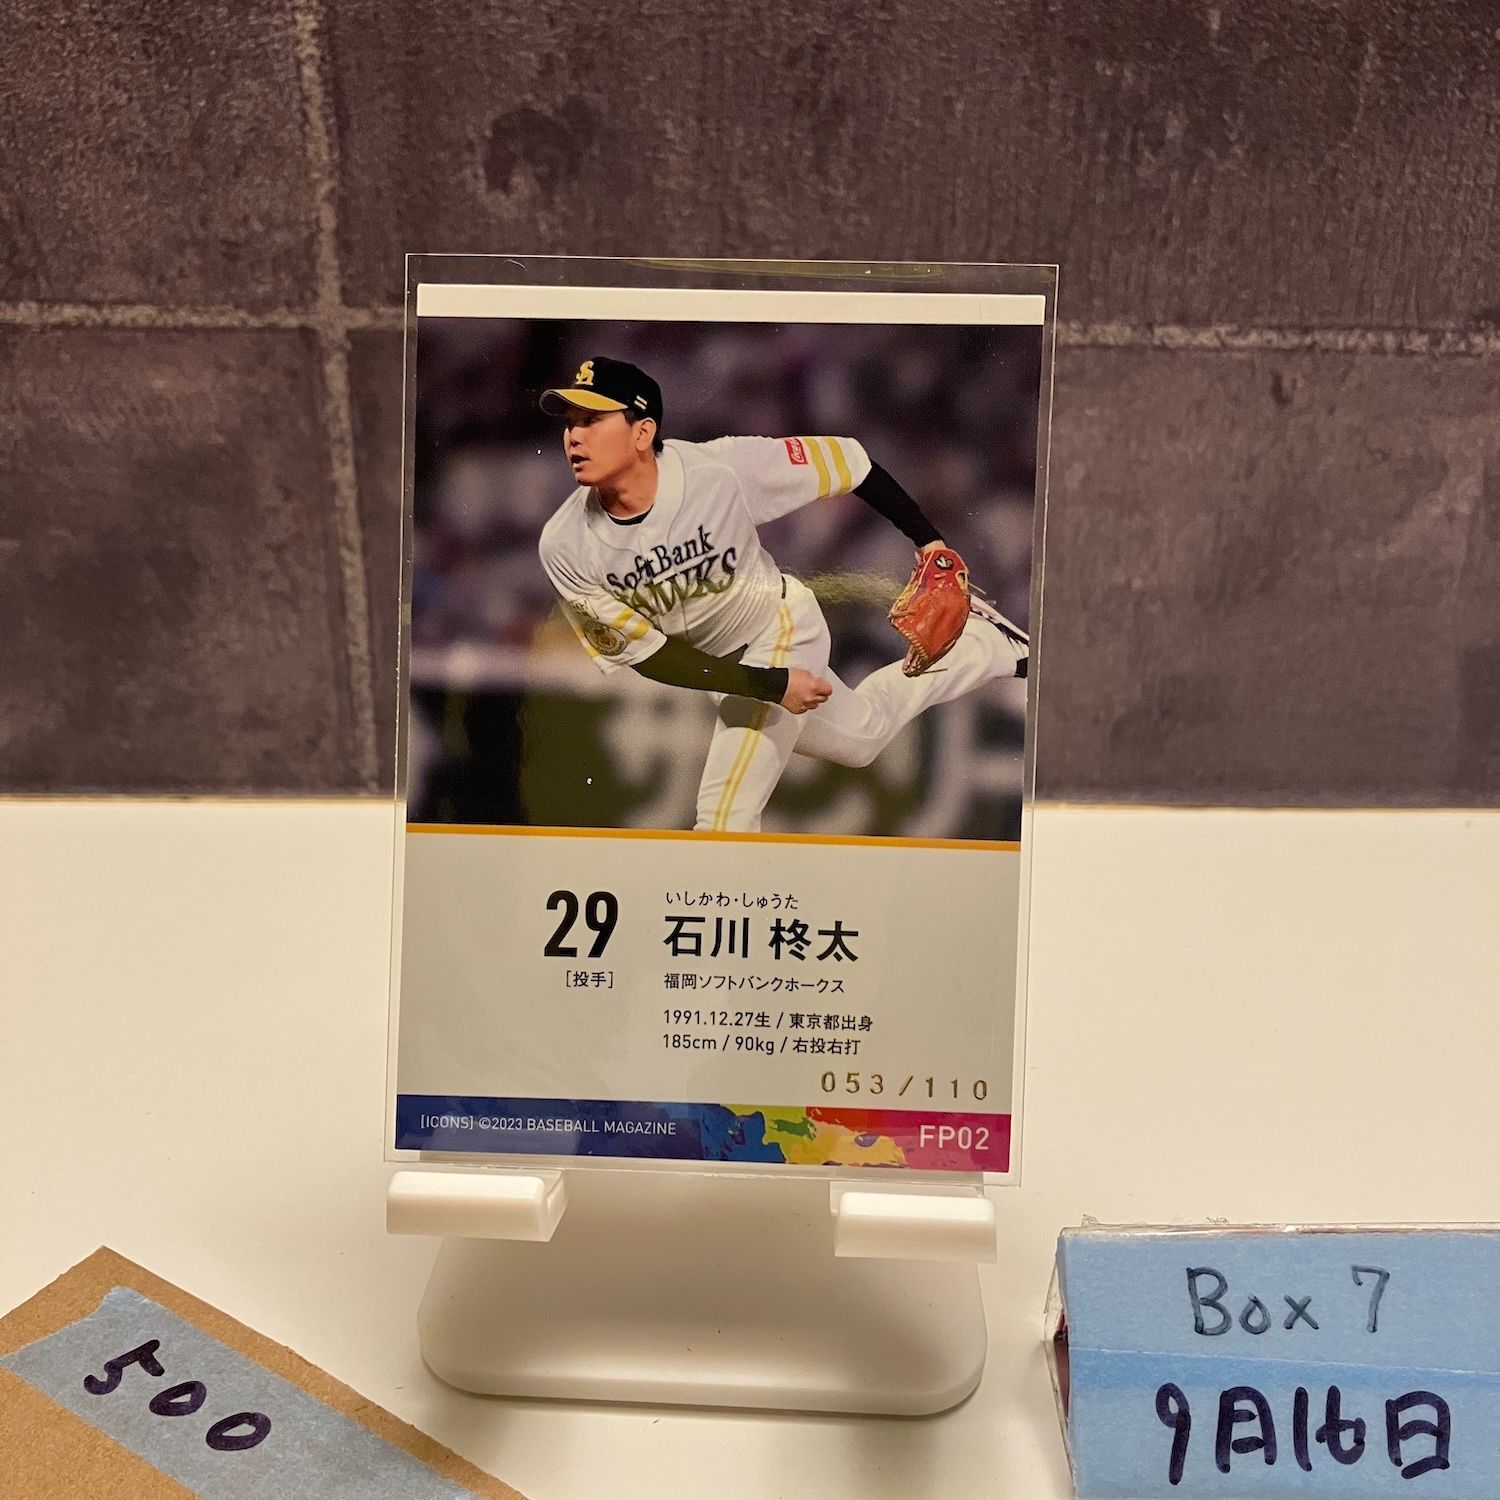 SoftBank
HAWKS
29
[投手]
いしかわ・しゅうた
石川 柊太
福岡ソフトバンクホークス
1991.12.27生 / 東京都出身
185cm / 90kg / 右投右打
053/110
[ICONS] ©2023 BASEBALL MAGAZINE
FP02
500
Box 7
9月16日